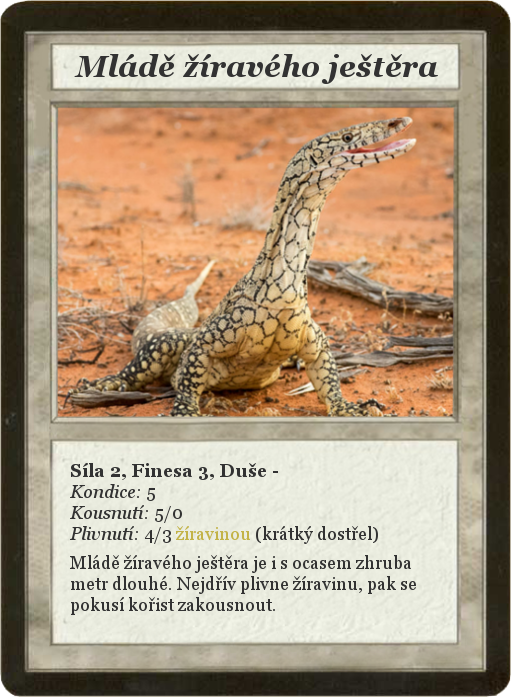 Mládě žíravého ještěra
Síla 2, Finesa 3, Duše -
Kondice: 5
Kousnutí: 5/0
Plivnutí: 4/3 žíravinou (krátký dostřel)
Mládě žíravého ještěra je i s ocasem zhruba
metr dlouhé. Nejdřív plivne žíravinu, pak se
pokusí kořist zakousnout.